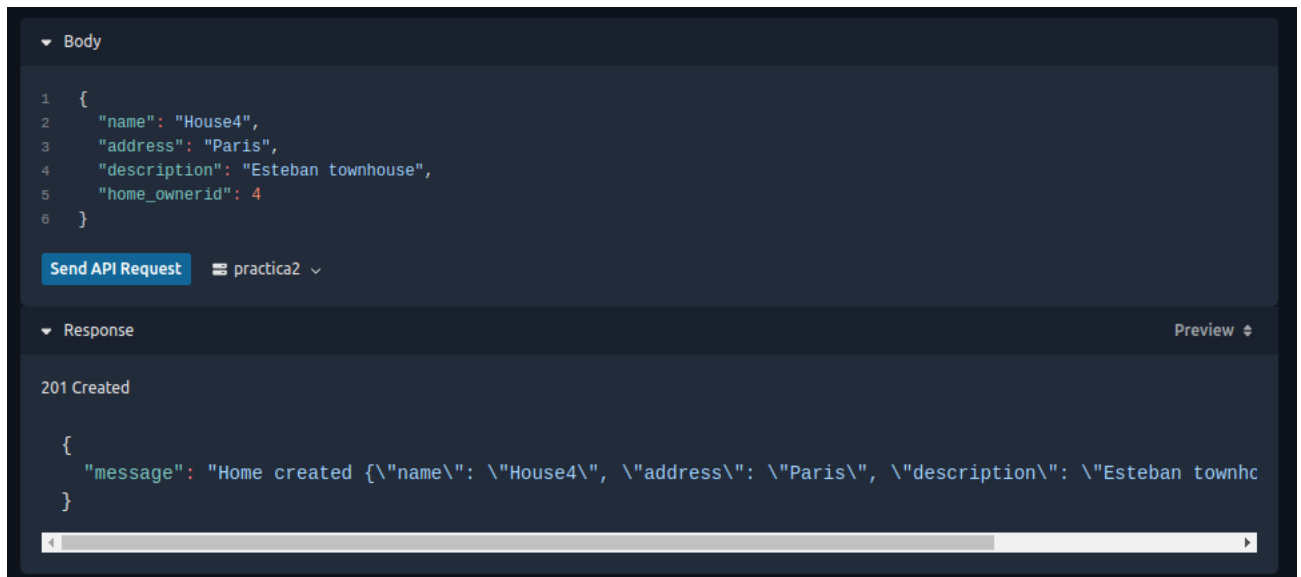 Body
1 {
2 "name": "House4",
3 "address": "Paris",
4 "description": "Esteban townhouse",
5 "home_ownerid": 4
6 }
Send API Request practica2
Response Preview
201 Created
{
"message": "Home created {\"name\": \"House4\", \"address\": \"Paris\", \"description\": \"Esteban townho
}